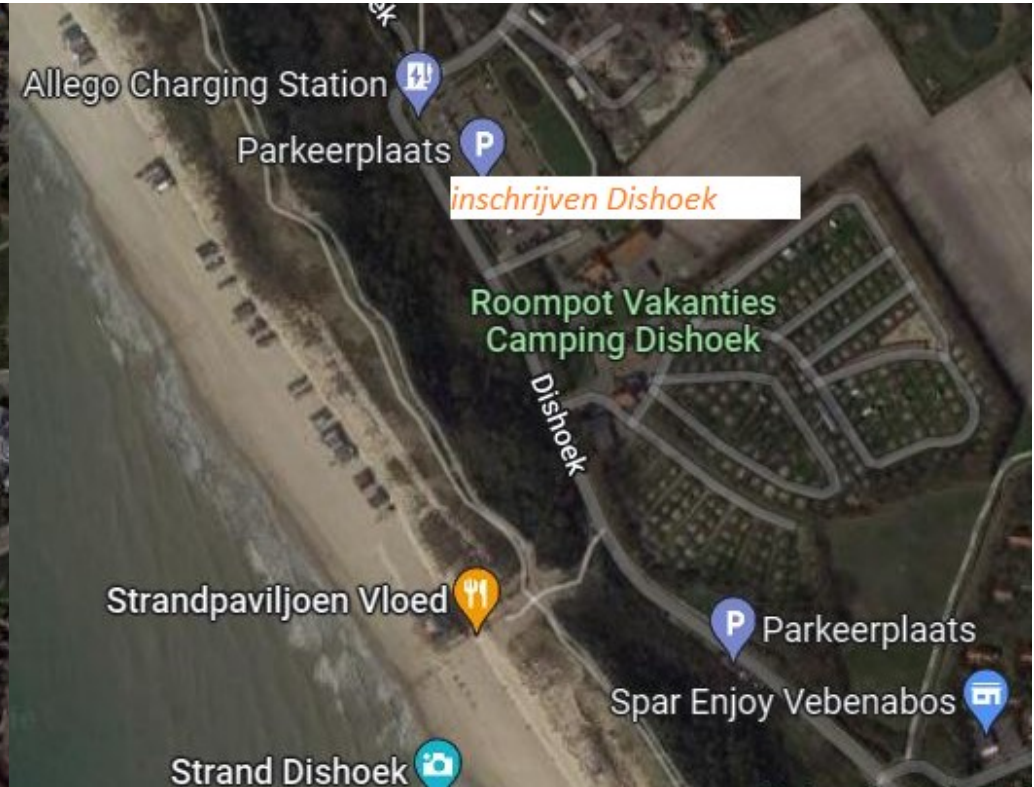 ek
Allego Charging Station
Parkeerplaats
inschrijven Dishoek
Roompot Vakanties
Camping Dishoek
Dishoek
Strandpaviljoen Vloed
Parkeerplaats
Spar Enjoy Vebenabos
Strand Dishoek